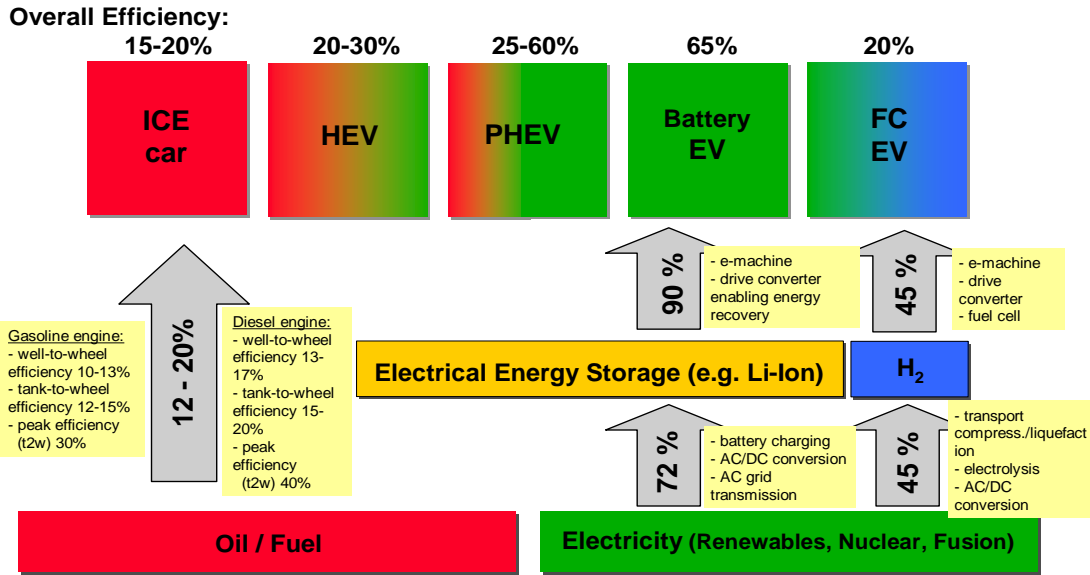 Overall Efficiency:
15-20%
20-30%
25-60%
65%
20%
ICE
car
HEV
PHEV
Battery
EV
FC
EV
12 - 20%
Gasoline engine:
- well-to-wheel
efficiency 10-13%
- tank-to-wheel
efficiency 12-15%
- peak efficiency
(t2w) 30%
Diesel engine:
- well-to-wheel
efficiency 13-
17%
- tank-to-wheel
efficiency 15-
20%
- peak
efficiency
(t2w) 40%
90 %
- e-machine
- drive converter
enabling energy
recovery
45 %
- e-machine
- drive
converter
- fuel cell
Electrical Energy Storage (e.g. Li-Ion)
H2
72 %
- battery charging
- AC/DC conversion
- AC grid
transmission
45 %
- transport
compress./liquefact
ion
- electrolysis
- AC/DC
conversion
Oil / Fuel
Electricity (Renewables, Nuclear, Fusion)